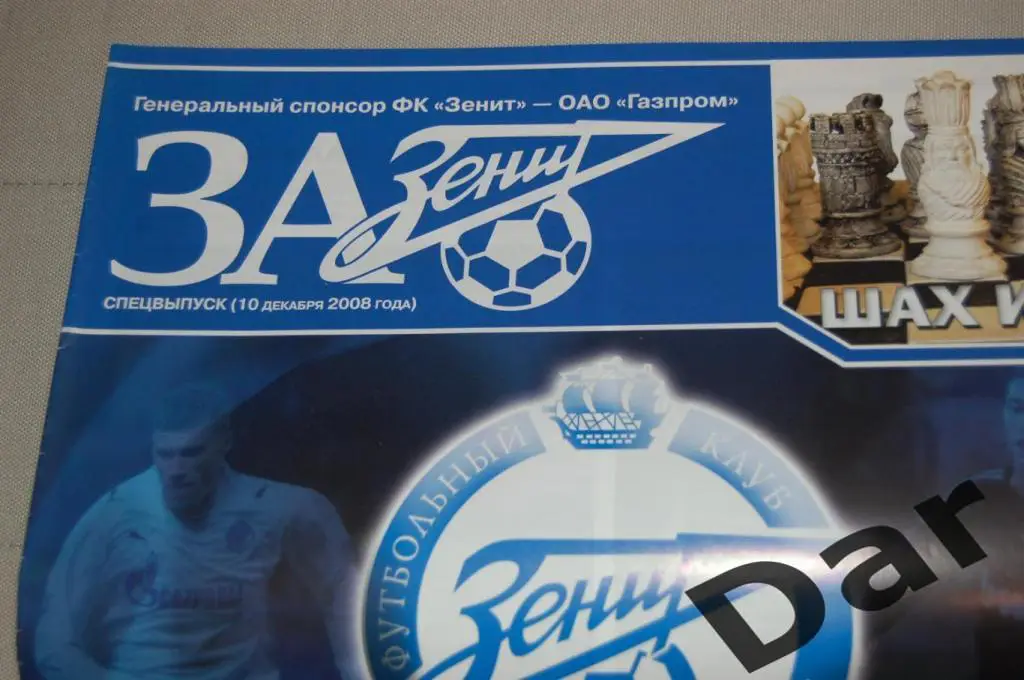 Генеральный спонсор ФК «Зенит» — ОАО «Газпром»
ЗА Зенит
СПЕЦВЫПУСК (10 ДЕКАБРЯ 2008 ГОДА)
ШАХ И
ФУТБОЛЬНЫЙ КЛУБ
Зенит
Dar